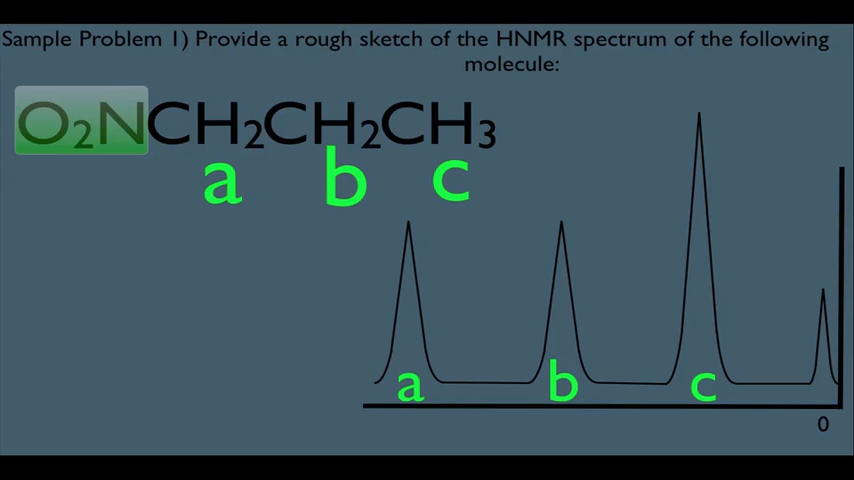 Sample Problem 1) Provide a rough sketch of the HNMR spectrum of the following
molecule:
O₂NCH₂CH₂CH₃
a b c
a b c
0